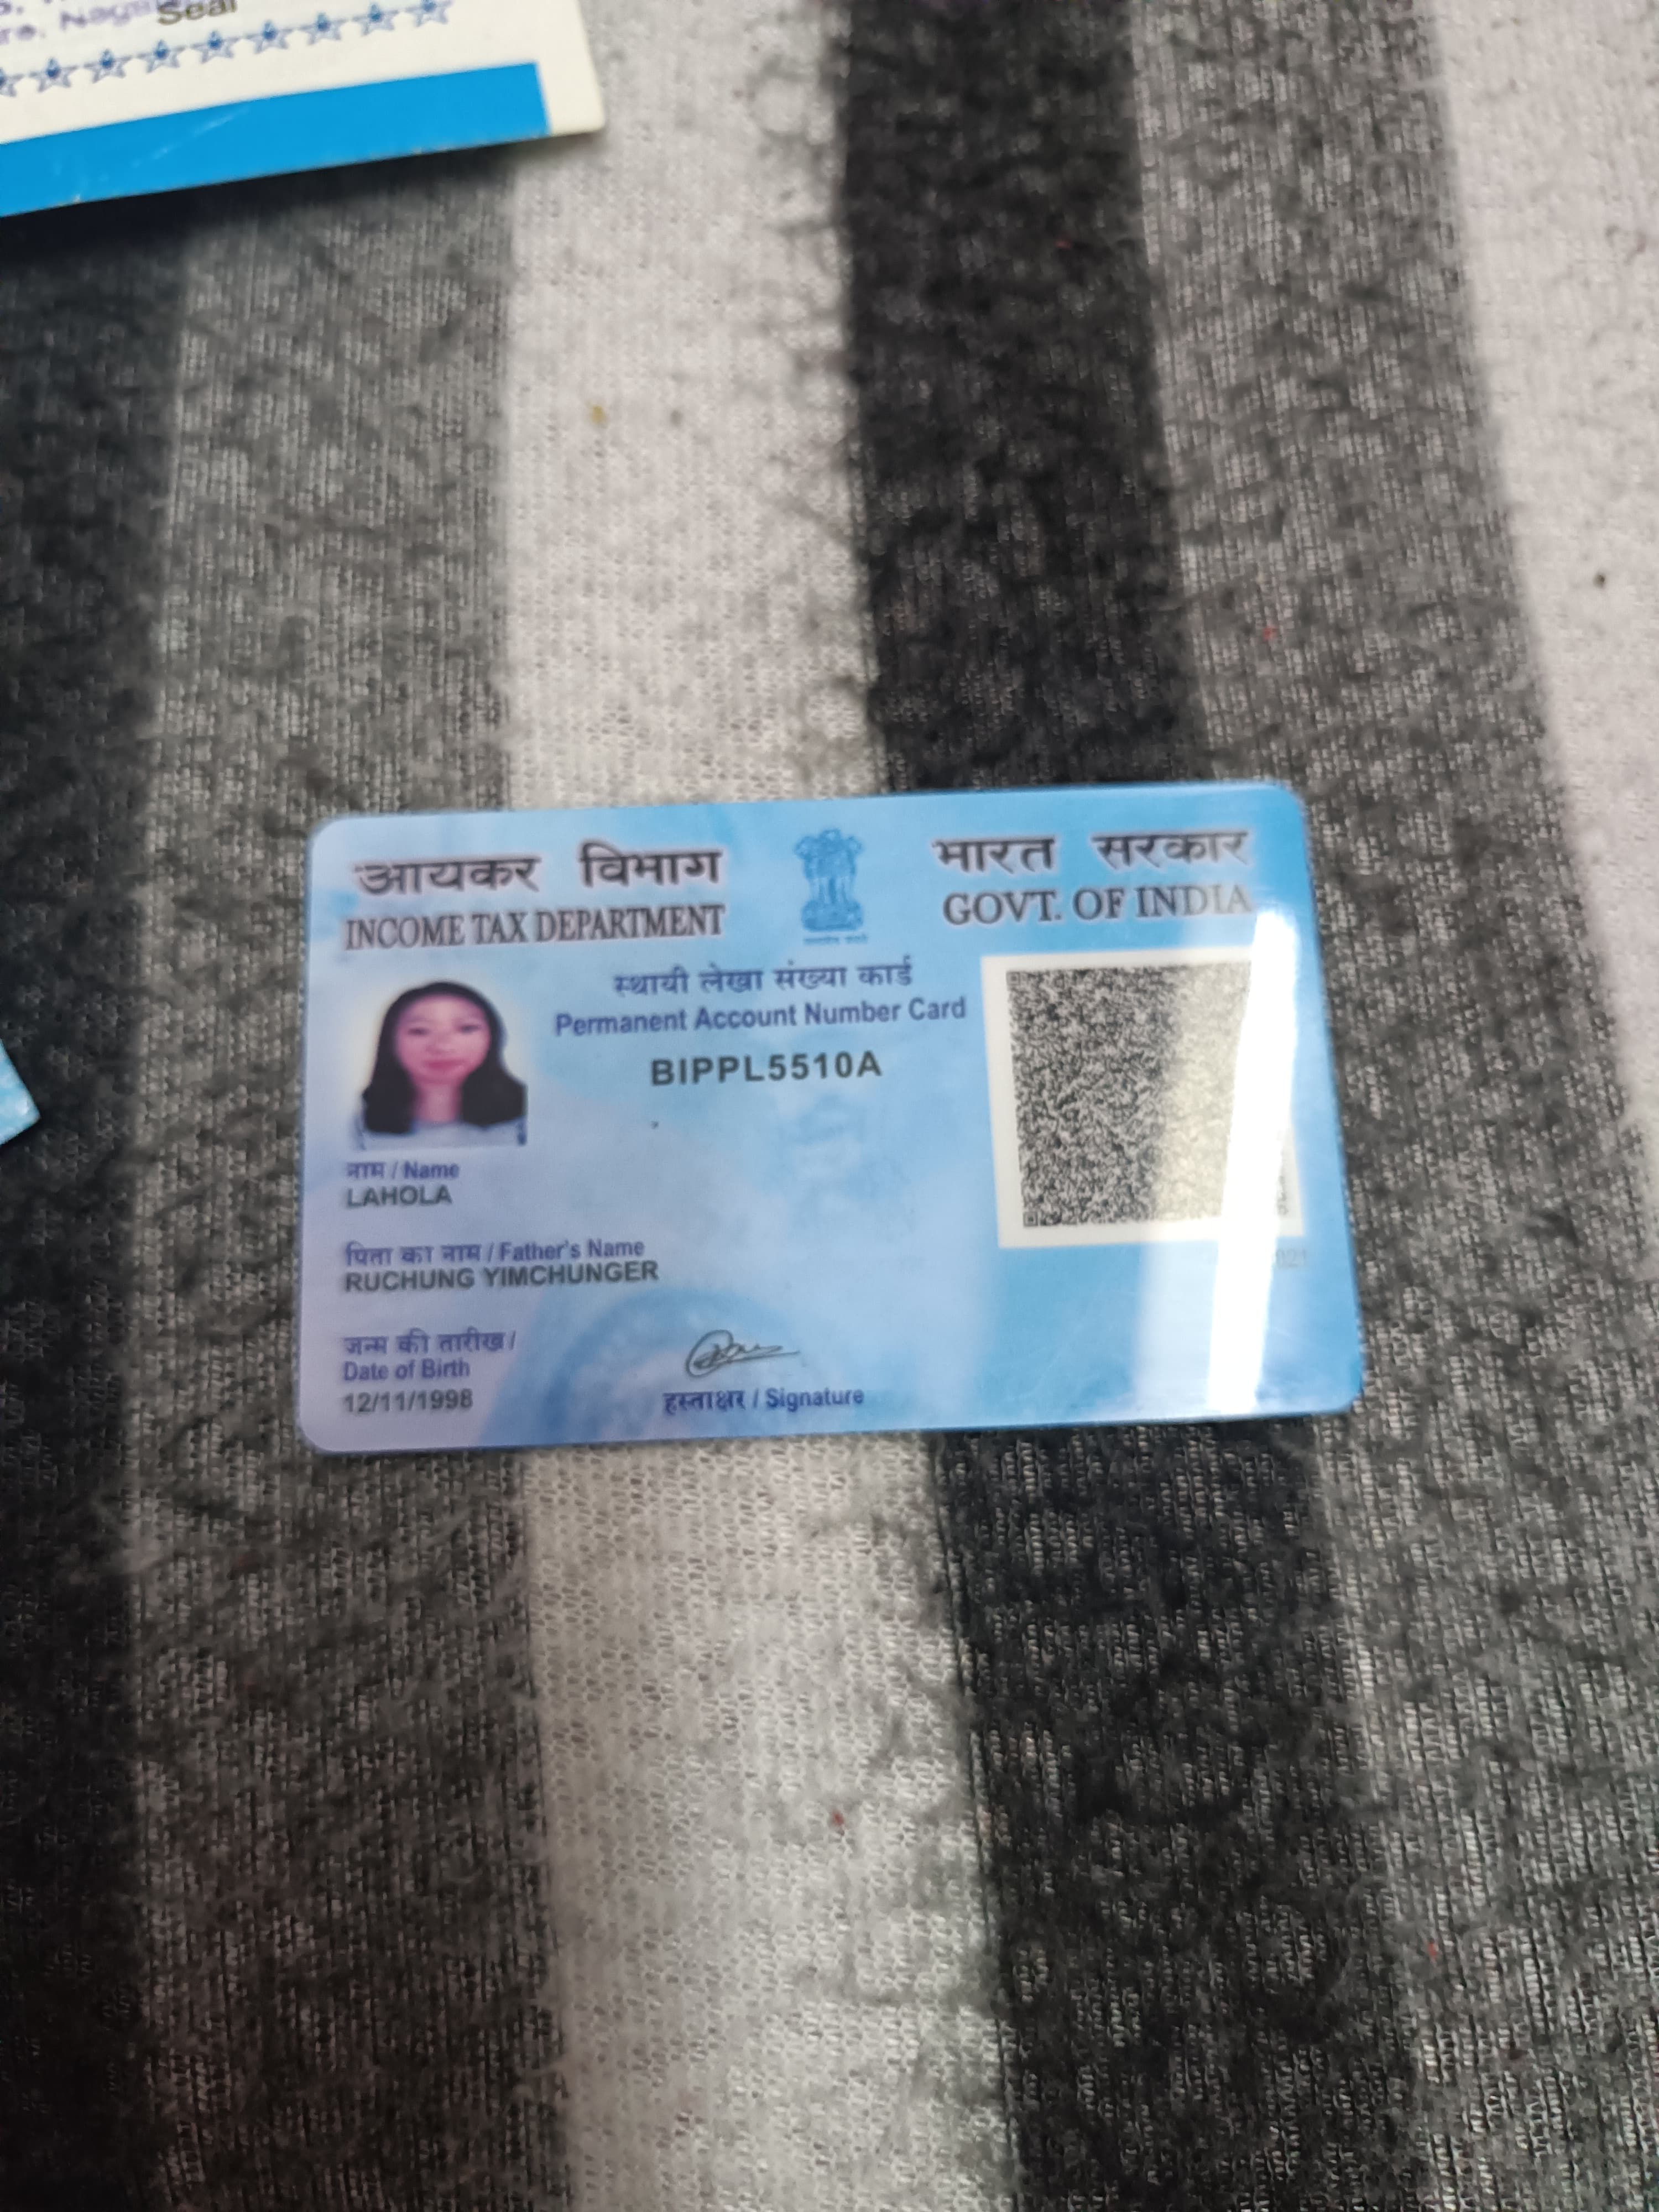 Seal
आयकर विभाग
INCOME TAX DEPARTMENT
भारत सरकार
GOVT. OF INDIA
स्थायी लेखा संख्या कार्ड
Permanent Account Number Card
BIPPL5510A
नाम / Name
LAHOLA
पिता का नाम / Father's Name
RUCHUNG YIMCHUNGER
जन्म की तारीख /
Date of Birth
12/11/1998
हस्ताक्षर / Signature